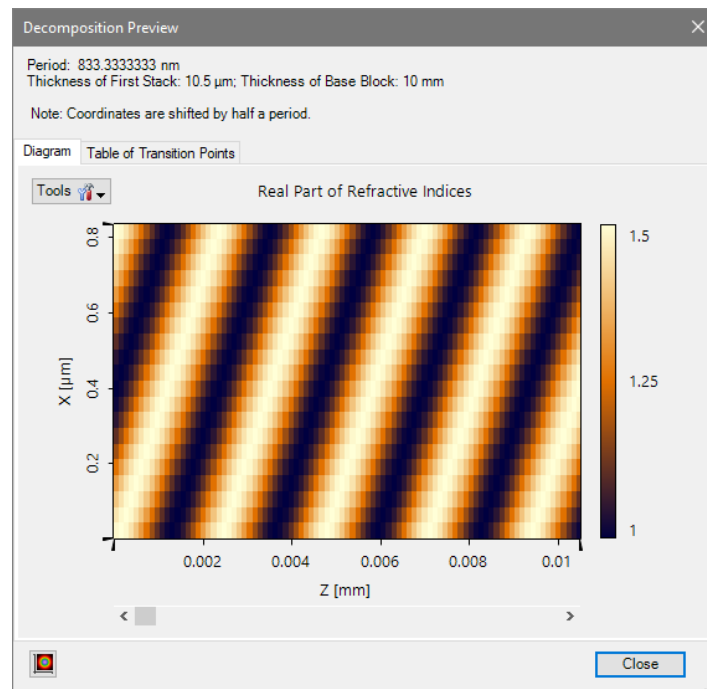 Decomposition Preview
Period: 833.3333333 nm
Thickness of First Stack: 10.5 µm; Thickness of Base Block: 10 mm
Note: Coordinates are shifted by half a period.
Diagram Table of Transition Points
Tools
Real Part of Refractive Indices
0.8
0.6
0.4
0.2
X [µm]
1.5
1.25
1
0.002 0.004 0.006 0.008 0.01
Z [mm]
Close